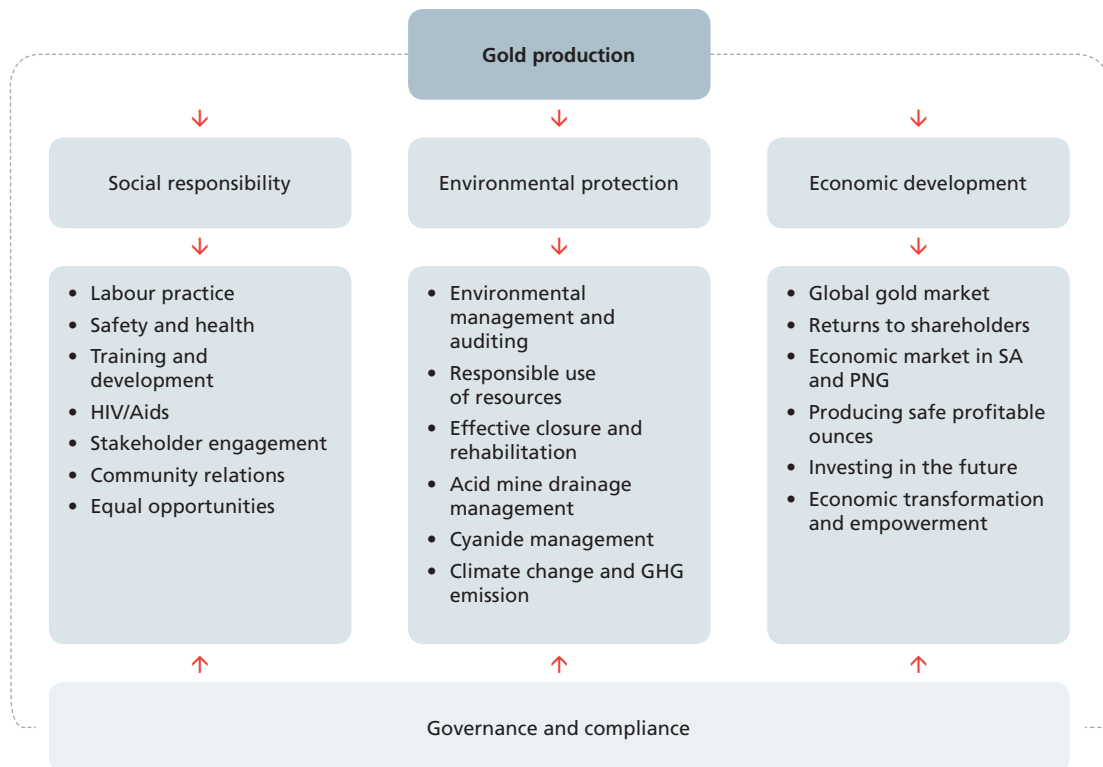 Gold production
Social responsibility
Environmental protection
Economic development
• Labour practice
• Safety and health
• Training and
development
• HIV/Aids
• Stakeholder engagement
• Community relations
• Equal opportunities
• Environmental
management and
auditing
• Responsible use
of resources
• Effective closure and
rehabilitation
• Acid mine drainage
management
• Cyanide management
• Climate change and GHG
emission
• Global gold market
• Returns to shareholders
• Economic market in SA
and PNG
• Producing safe profitable
ounces
• Investing in the future
• Economic transformation
and empowerment
Governance and compliance